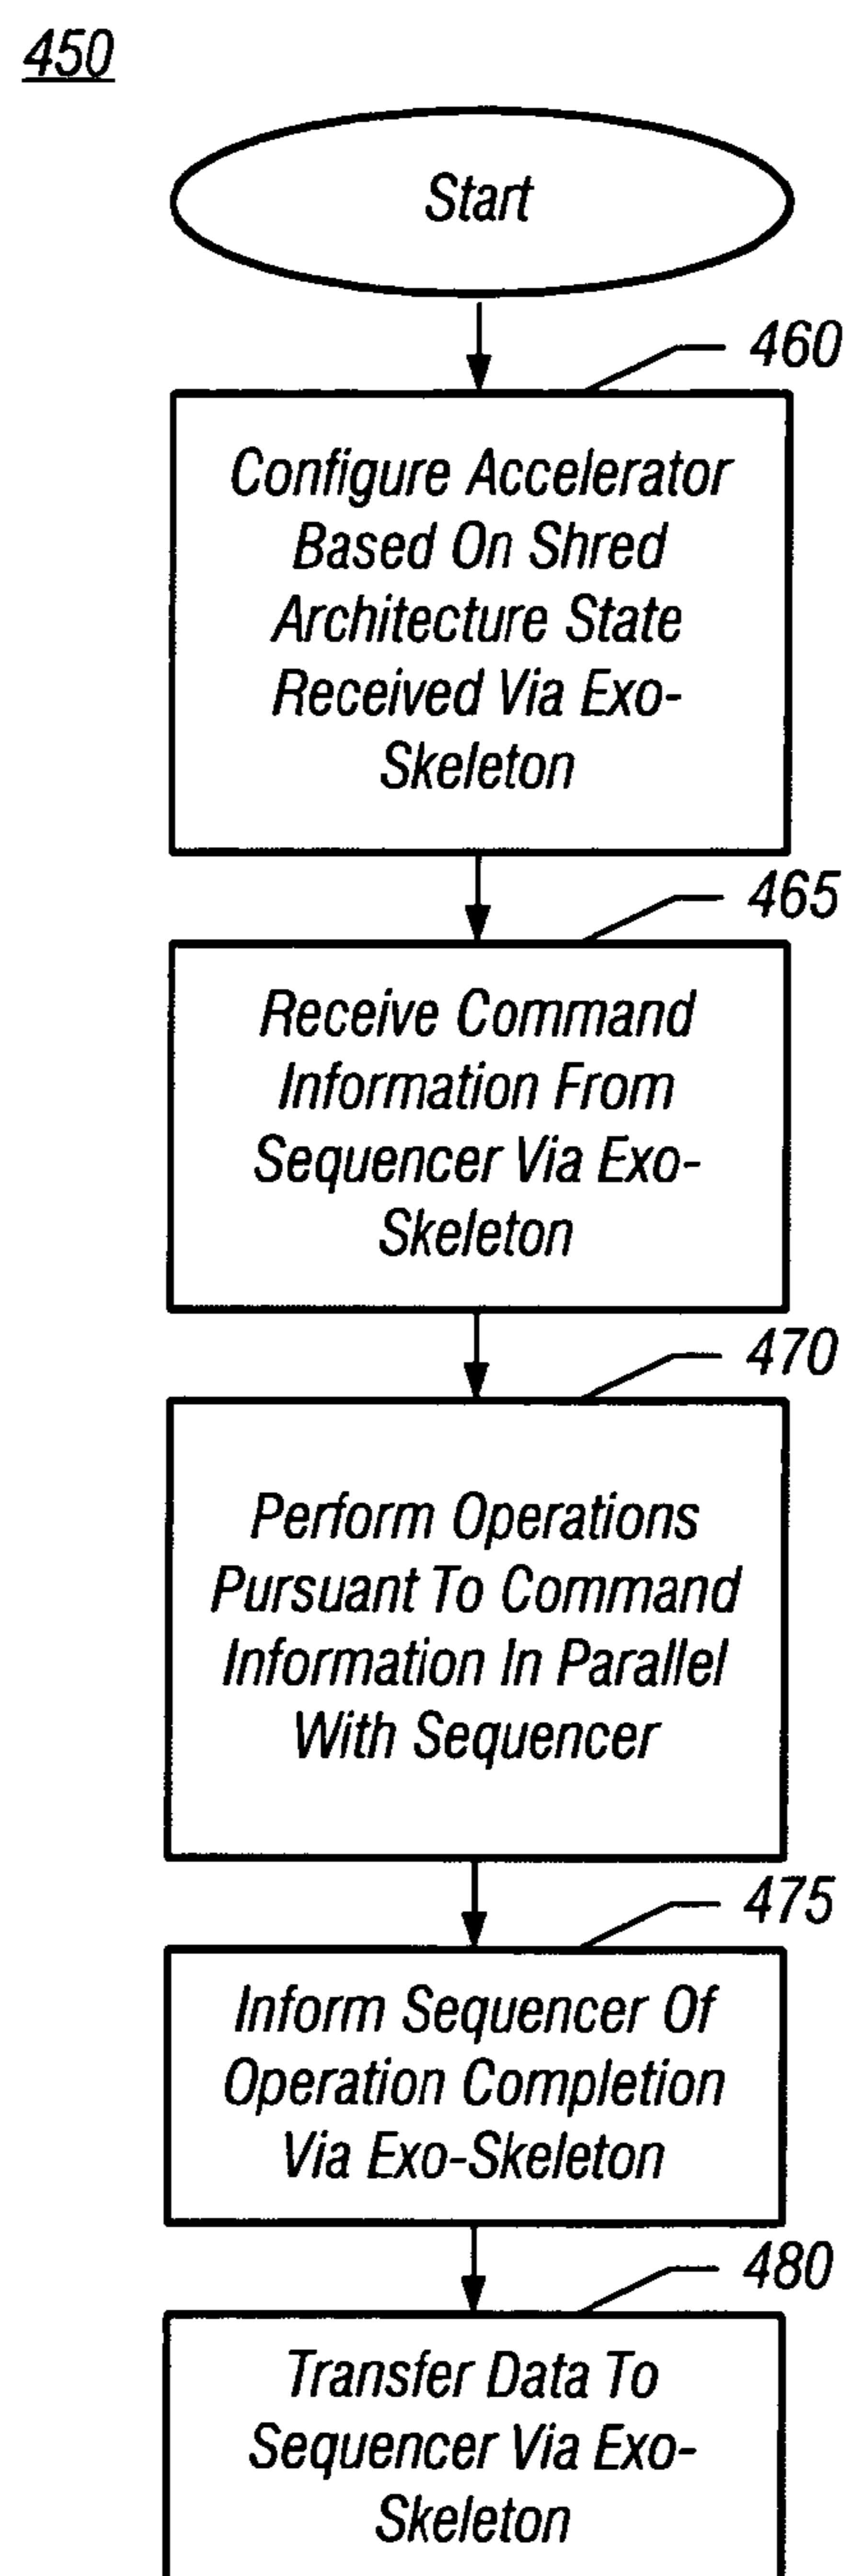 450
Start
460
Configure Accelerator
Based On Shred
Architecture State
Received Via Exo-
Skeleton
465
Receive Command
Information From
Sequencer Via Exo-
Skeleton
470
Perform Operations
Pursuant To Command
Information In Parallel
With Sequencer
475
Inform Sequencer Of
Operation Completion
Via Exo-Skeleton
480
Transfer Data To
Sequencer Via Exo-
Skeleton